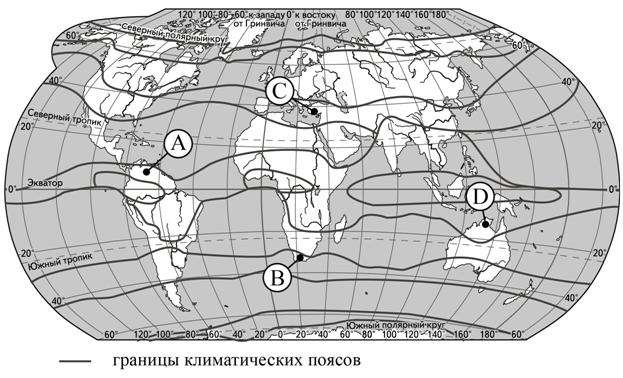 120° 100° 80° 60° к западу 0° к востоку 80° 100° 120° 140° 160° 180°
от Гринвича от Гринвича
Северный полярный круг
60° 60°
40° 40°
Северный тропик
20° 20°
C
A
Экватор
0° 0°
D
B
20° 20°
Южный тропик
40° 40°
Южный полярный круг
60° 120° 100° 80° 60° 40° 20° 0° 20° 40° 60° 80° 100° 120° 140° 160° 180° 60°
границы климатических поясов